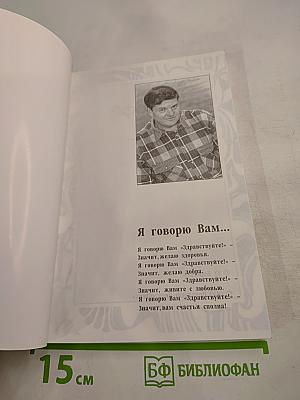 Я говорю Вам...
Я говорю Вам «Здравствуйте!» –
Значит, желаю здоровья.
Я говорю Вам «Здравствуйте!» –
Значит, желаю добра.
Я говорю Вам «Здравствуйте!» –
Значит, живите с любовью.
Я говорю Вам «Здравствуйте!» –
Значит, вам счастья сполна!
15 см
БФ БИБЛИОФАН